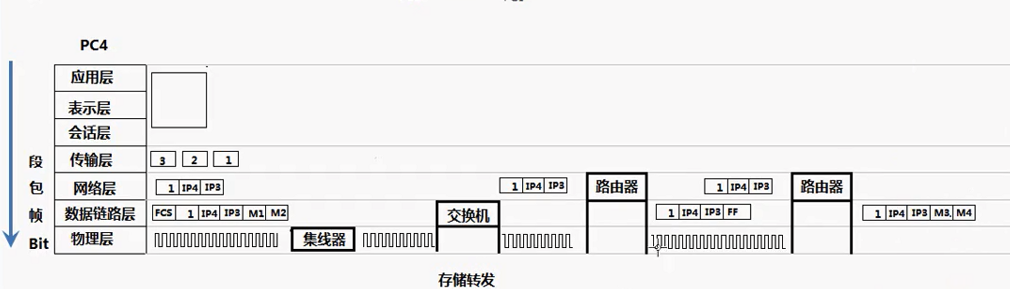 PC4
应用层
表示层
会话层
段 传输层 3 2 1
包 网络层 1 IP4 IP3 1 IP4 IP3 路由器 1 IP4 IP3 路由器
帧 数据链路层 FCS 1 IP4 IP3 M1 M2 交换机 1 IP4 IP3 FF 1 IP4 IP3 M3, M4
Bit 物理层 集线器
存储转发